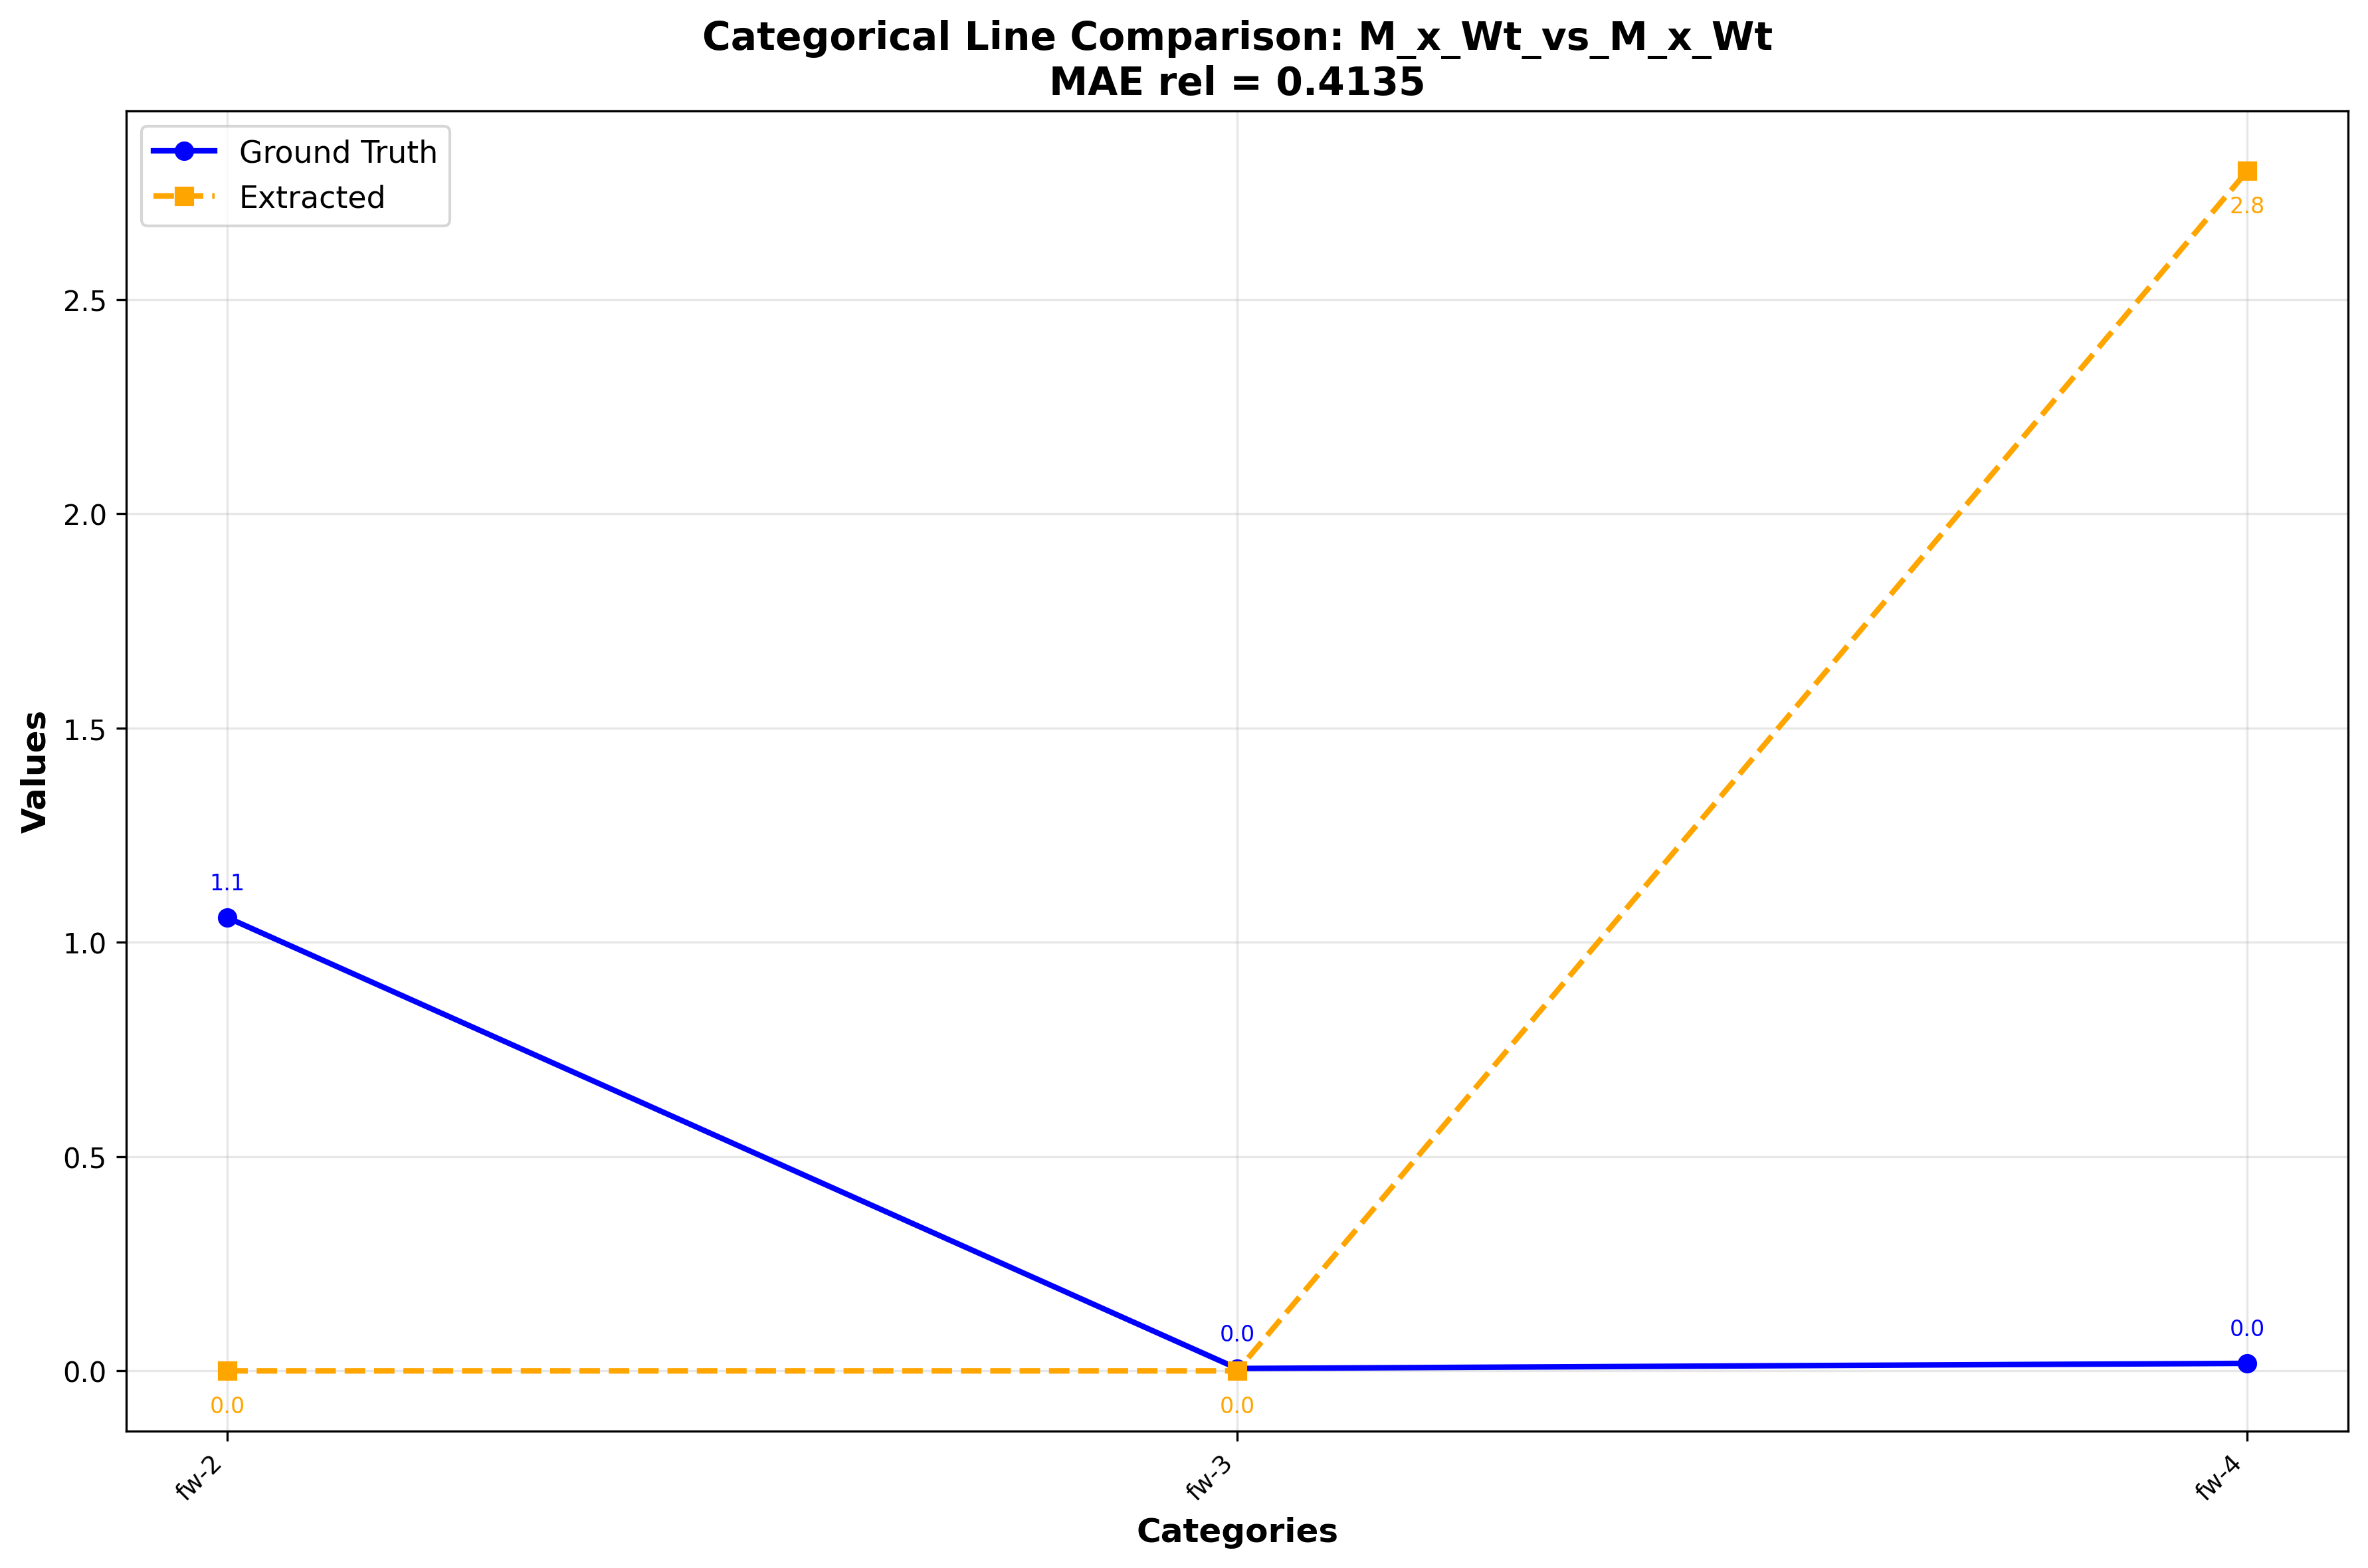 Categorical Line Comparison: M_x_Wt_vs_M_x_Wt
MAE rel = 0.4135
Ground Truth
Extracted
2.8
2.5
2.0
1.5
1.1
1.0
0.5
0.0
0.0
0.0
0.0
0.0
Values
fw-2
fw-3
fw-4
Categories